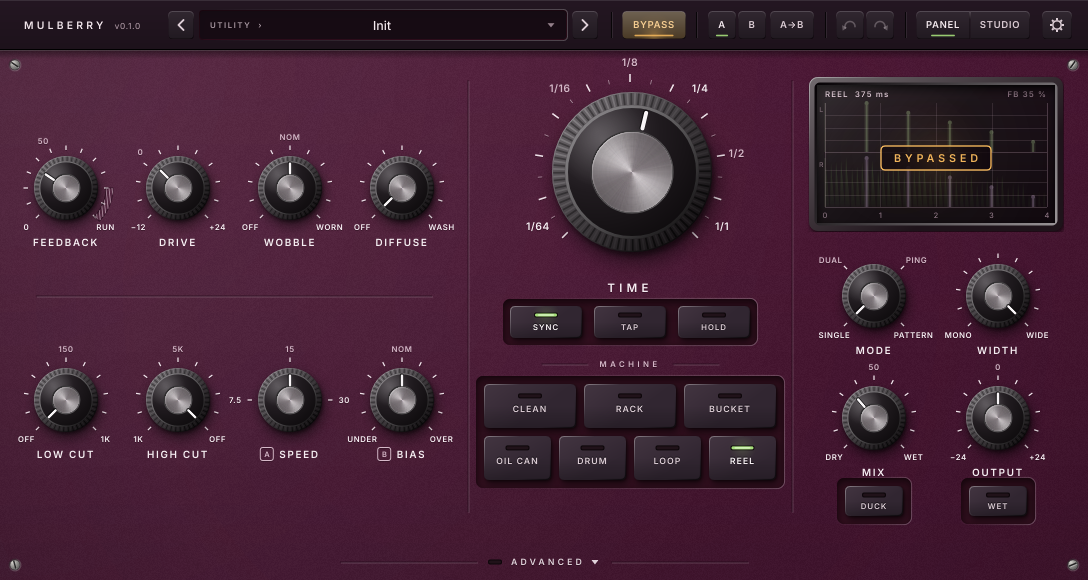 MULBERRY v0.1.0
UTILITY ›
Init
BYPASS
A
B
A→B
PANEL
STUDIO
50
0
RUN
FEEDBACK
0
−12
+24
DRIVE
NOM
OFF
WORN
WOBBLE
OFF
WASH
DIFFUSE
150
OFF
1K
LOW CUT
5K
1K
OFF
HIGH CUT
15
7.5
30
A SPEED
NOM
UNDER
OVER
B BIAS
1/8
1/16
1/4
1/2
1/64
1/1
TIME
SYNC
TAP
HOLD
MACHINE
CLEAN
RACK
BUCKET
OIL CAN
DRUM
LOOP
REEL
REEL 375 ms
FB 35 %
L
R
BYPASSED
0 1 2 3 4
DUAL
PING
SINGLE
PATTERN
MODE
MONO
WIDE
WIDTH
50
DRY
WET
MIX
0
−24
+24
OUTPUT
DUCK
WET
ADVANCED